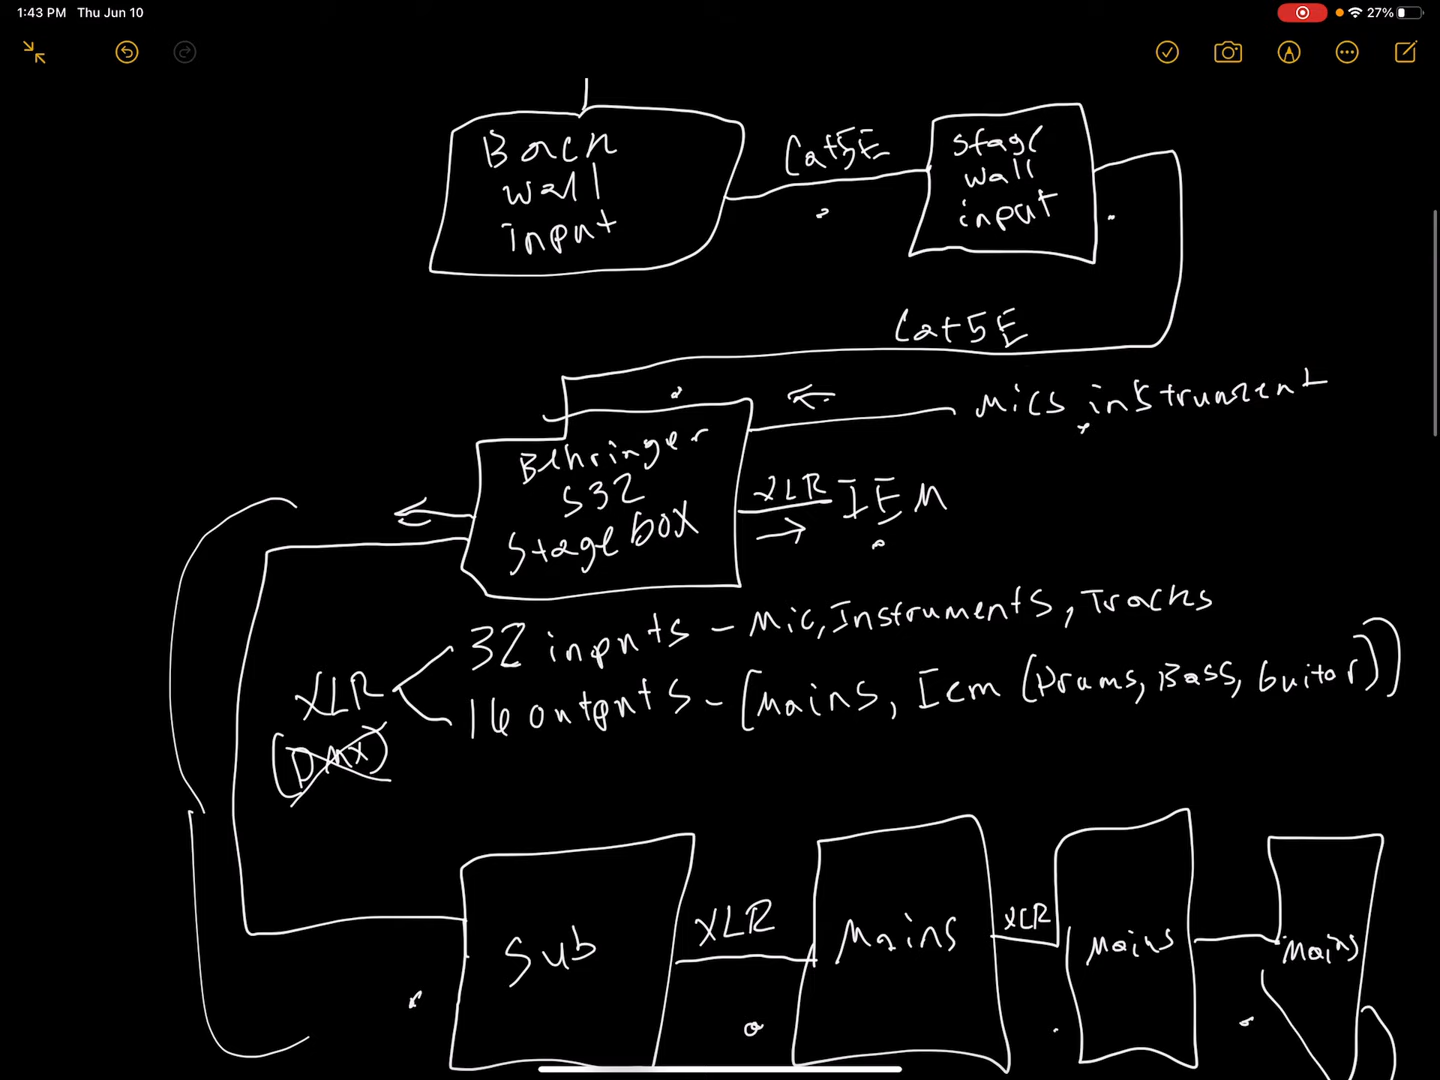 1:43 PM Thu Jun 10
27%
Back
wall
input
Cat5E
stage
wall
input
Cat5E
Mics, instrument
Behringer
S32
Stage box
XLR IEM
32 inputs - Mic, Instruments, Tracks
XLR
16 outputs - [Mains, Iem (Drums, Bass, Guitar)]
(DMX)
Sub
XLR
Mains
XLR
Mains
Mains